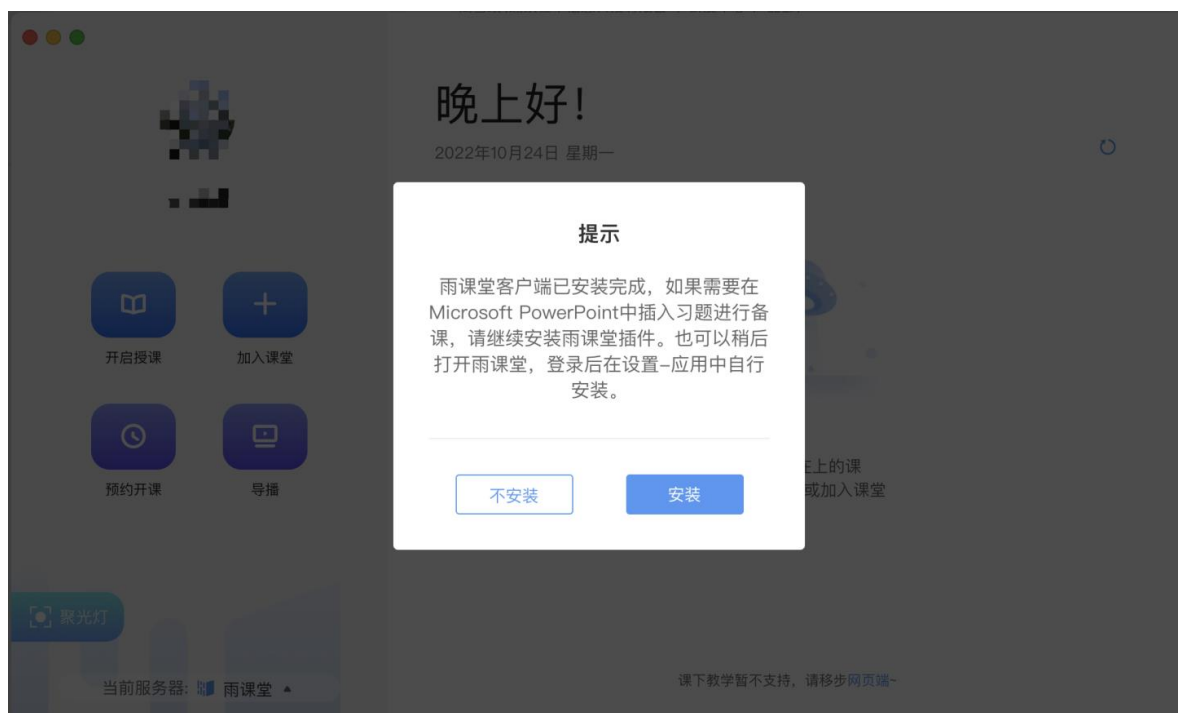 晚上好！
2022年10月24日 星期一
提示
雨课堂客户端已安装完成，如果需要在
Microsoft PowerPoint中插入习题进行备
课，请继续安装雨课堂插件。也可以稍后
打开雨课堂，登录后在设置-应用中自行
安装。
不安装
安装
开启授课
加入课堂
预约开课
导播
在上的课
或加入课堂
聚光灯
当前服务器: 雨课堂
课下教学暂不支持，请移步网页端~